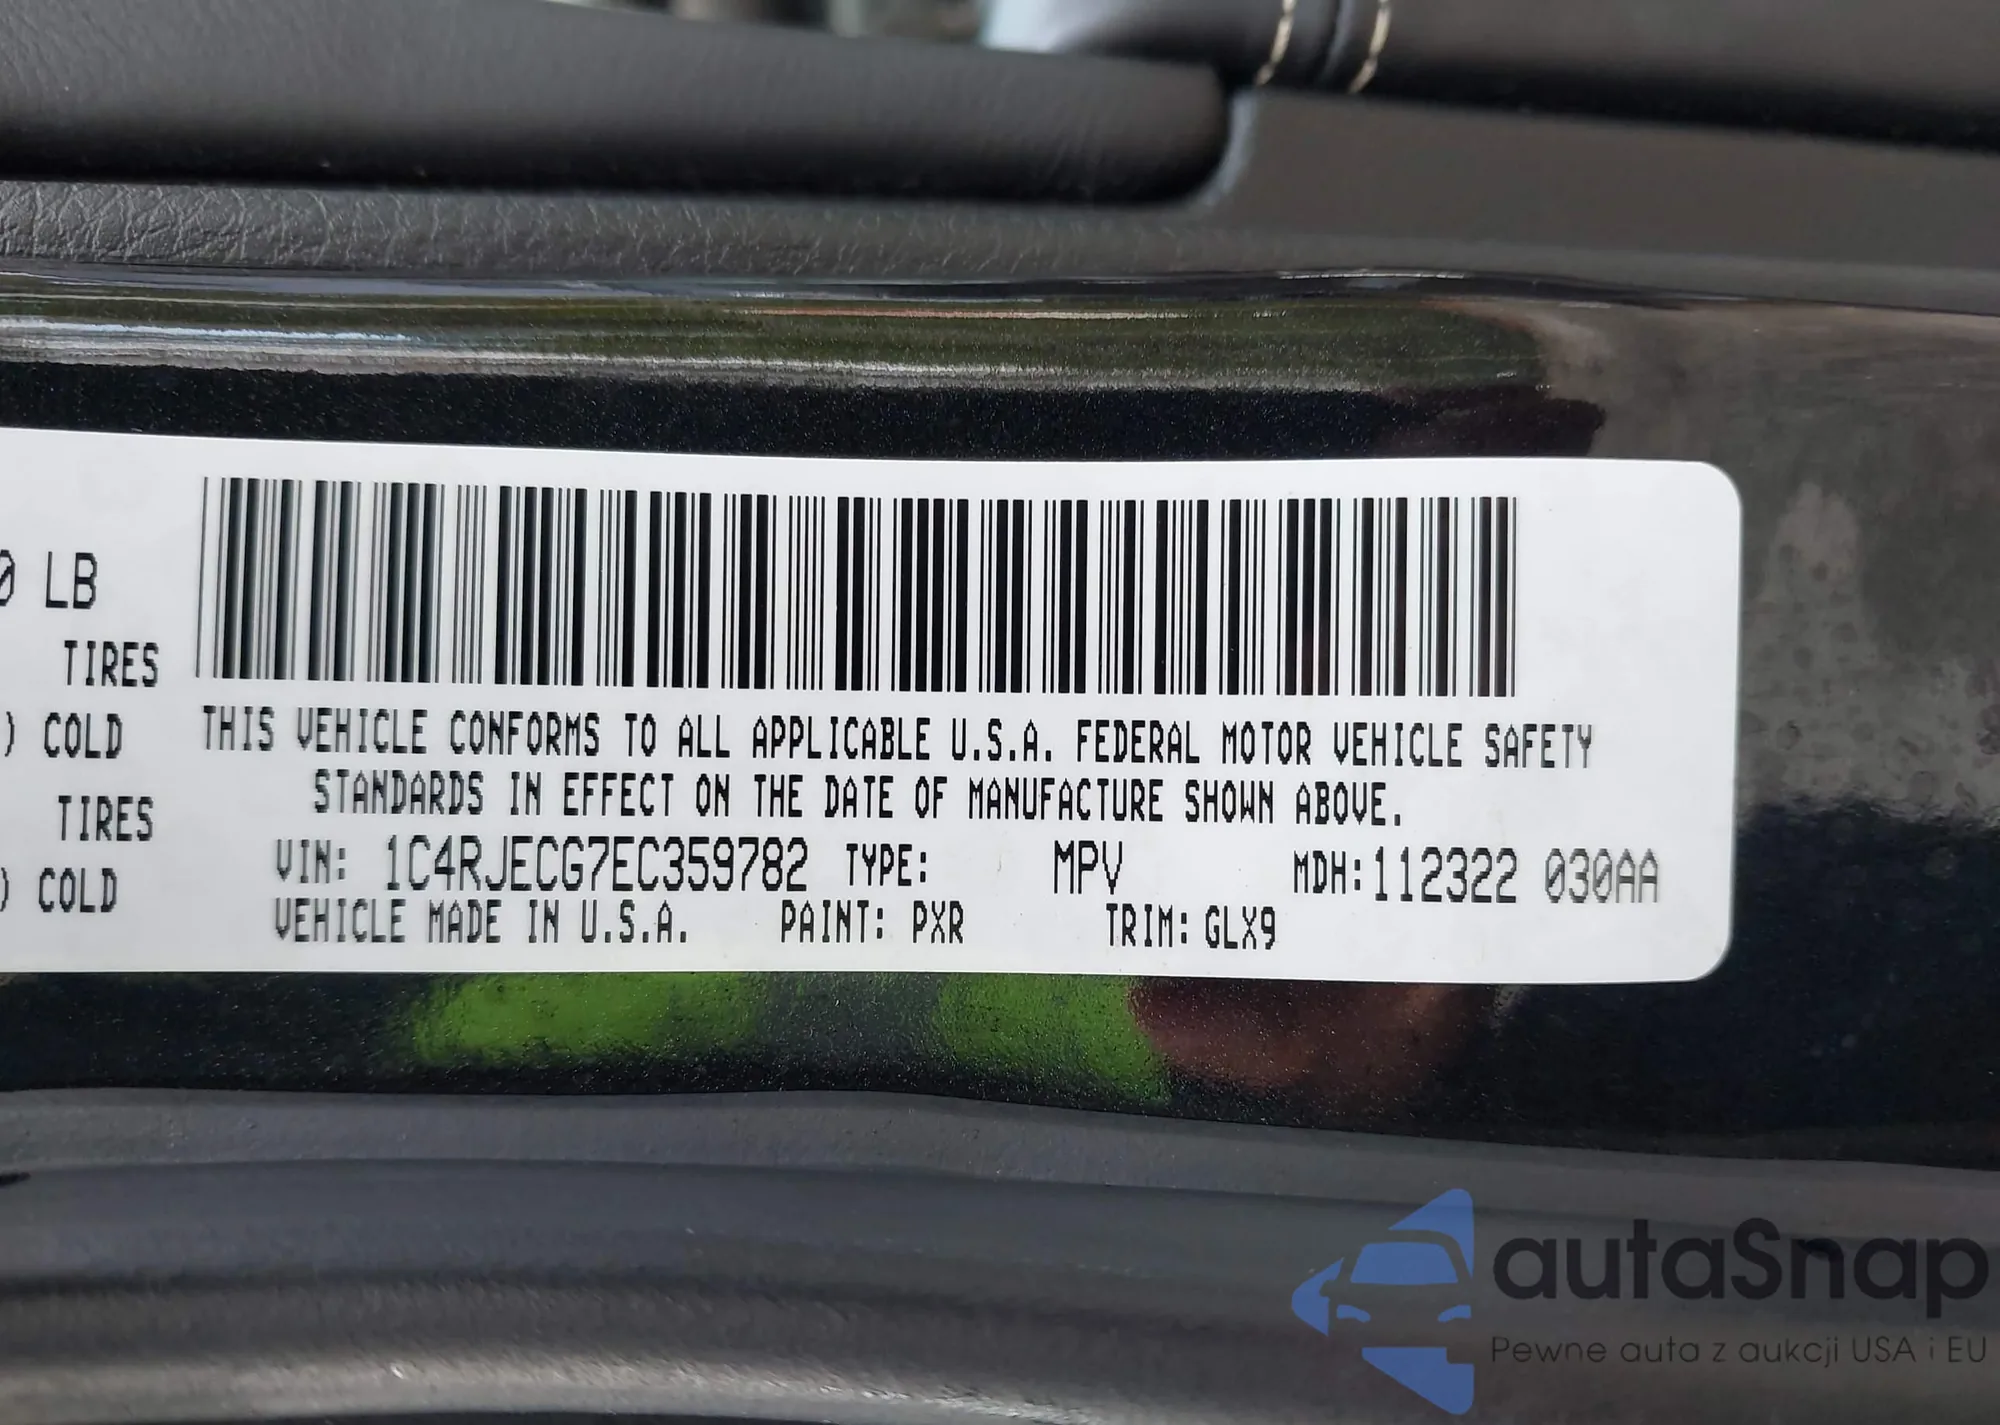 0 LB
TIRES
) COLD
TIRES
) COLD
THIS VEHICLE CONFORMS TO ALL APPLICABLE U.S.A. FEDERAL MOTOR VEHICLE SAFETY
STANDARDS IN EFFECT ON THE DATE OF MANUFACTURE SHOWN ABOVE.
VIN: 1C4RJECG7EC359782 TYPE: MPV MDH:112322 030AA
VEHICLE MADE IN U.S.A. PAINT: PXR TRIM: GLX9
autaSnap
Pewne auta z aukcji USA i EU